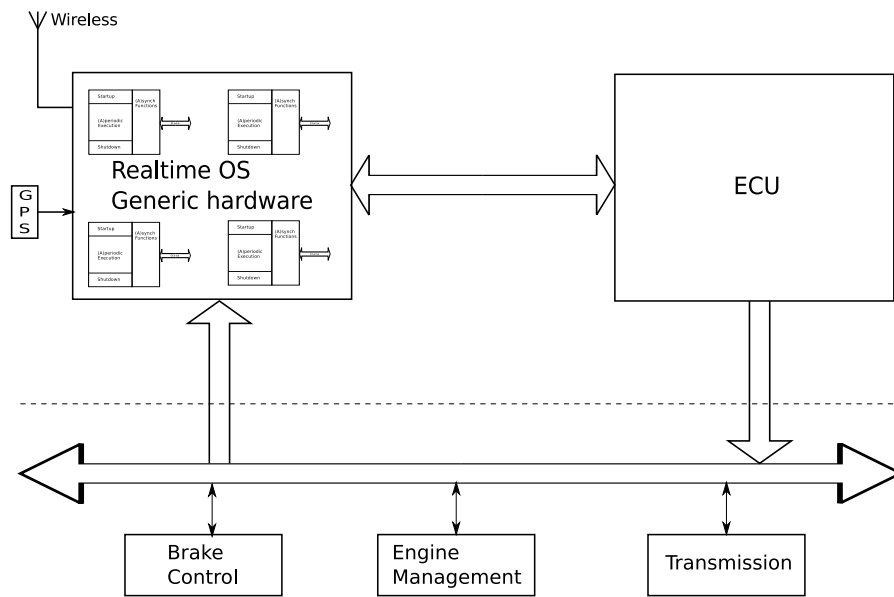 Wireless
Startup
(A)periodic
Execution
Shutdown
(A)synch
Functions
Startup
(A)periodic
Execution
Shutdown
(A)synch
Functions
Realtime OS
Generic hardware
ECU
G
P
S
Startup
(A)periodic
Execution
Shutdown
(A)synch
Functions
Startup
(A)periodic
Execution
Shutdown
(A)synch
Functions
Brake
Control
Engine
Management
Transmission